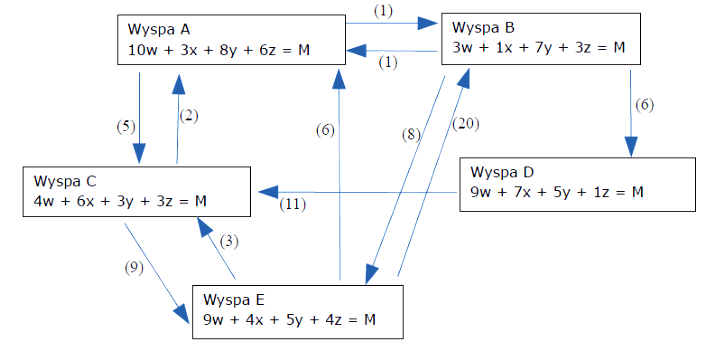 (1)
Wyspa A
10w + 3x + 8y + 6z = M
Wyspa B
3w + 1x + 7y + 3z = M
(1)
(5)
(2)
(6)
(8)
(20)
(6)
Wyspa C
4w + 6x + 3y + 3z = M
Wyspa D
9w + 7x + 5y + 1z = M
(11)
(3)
(9)
Wyspa E
9w + 4x + 5y + 4z = M